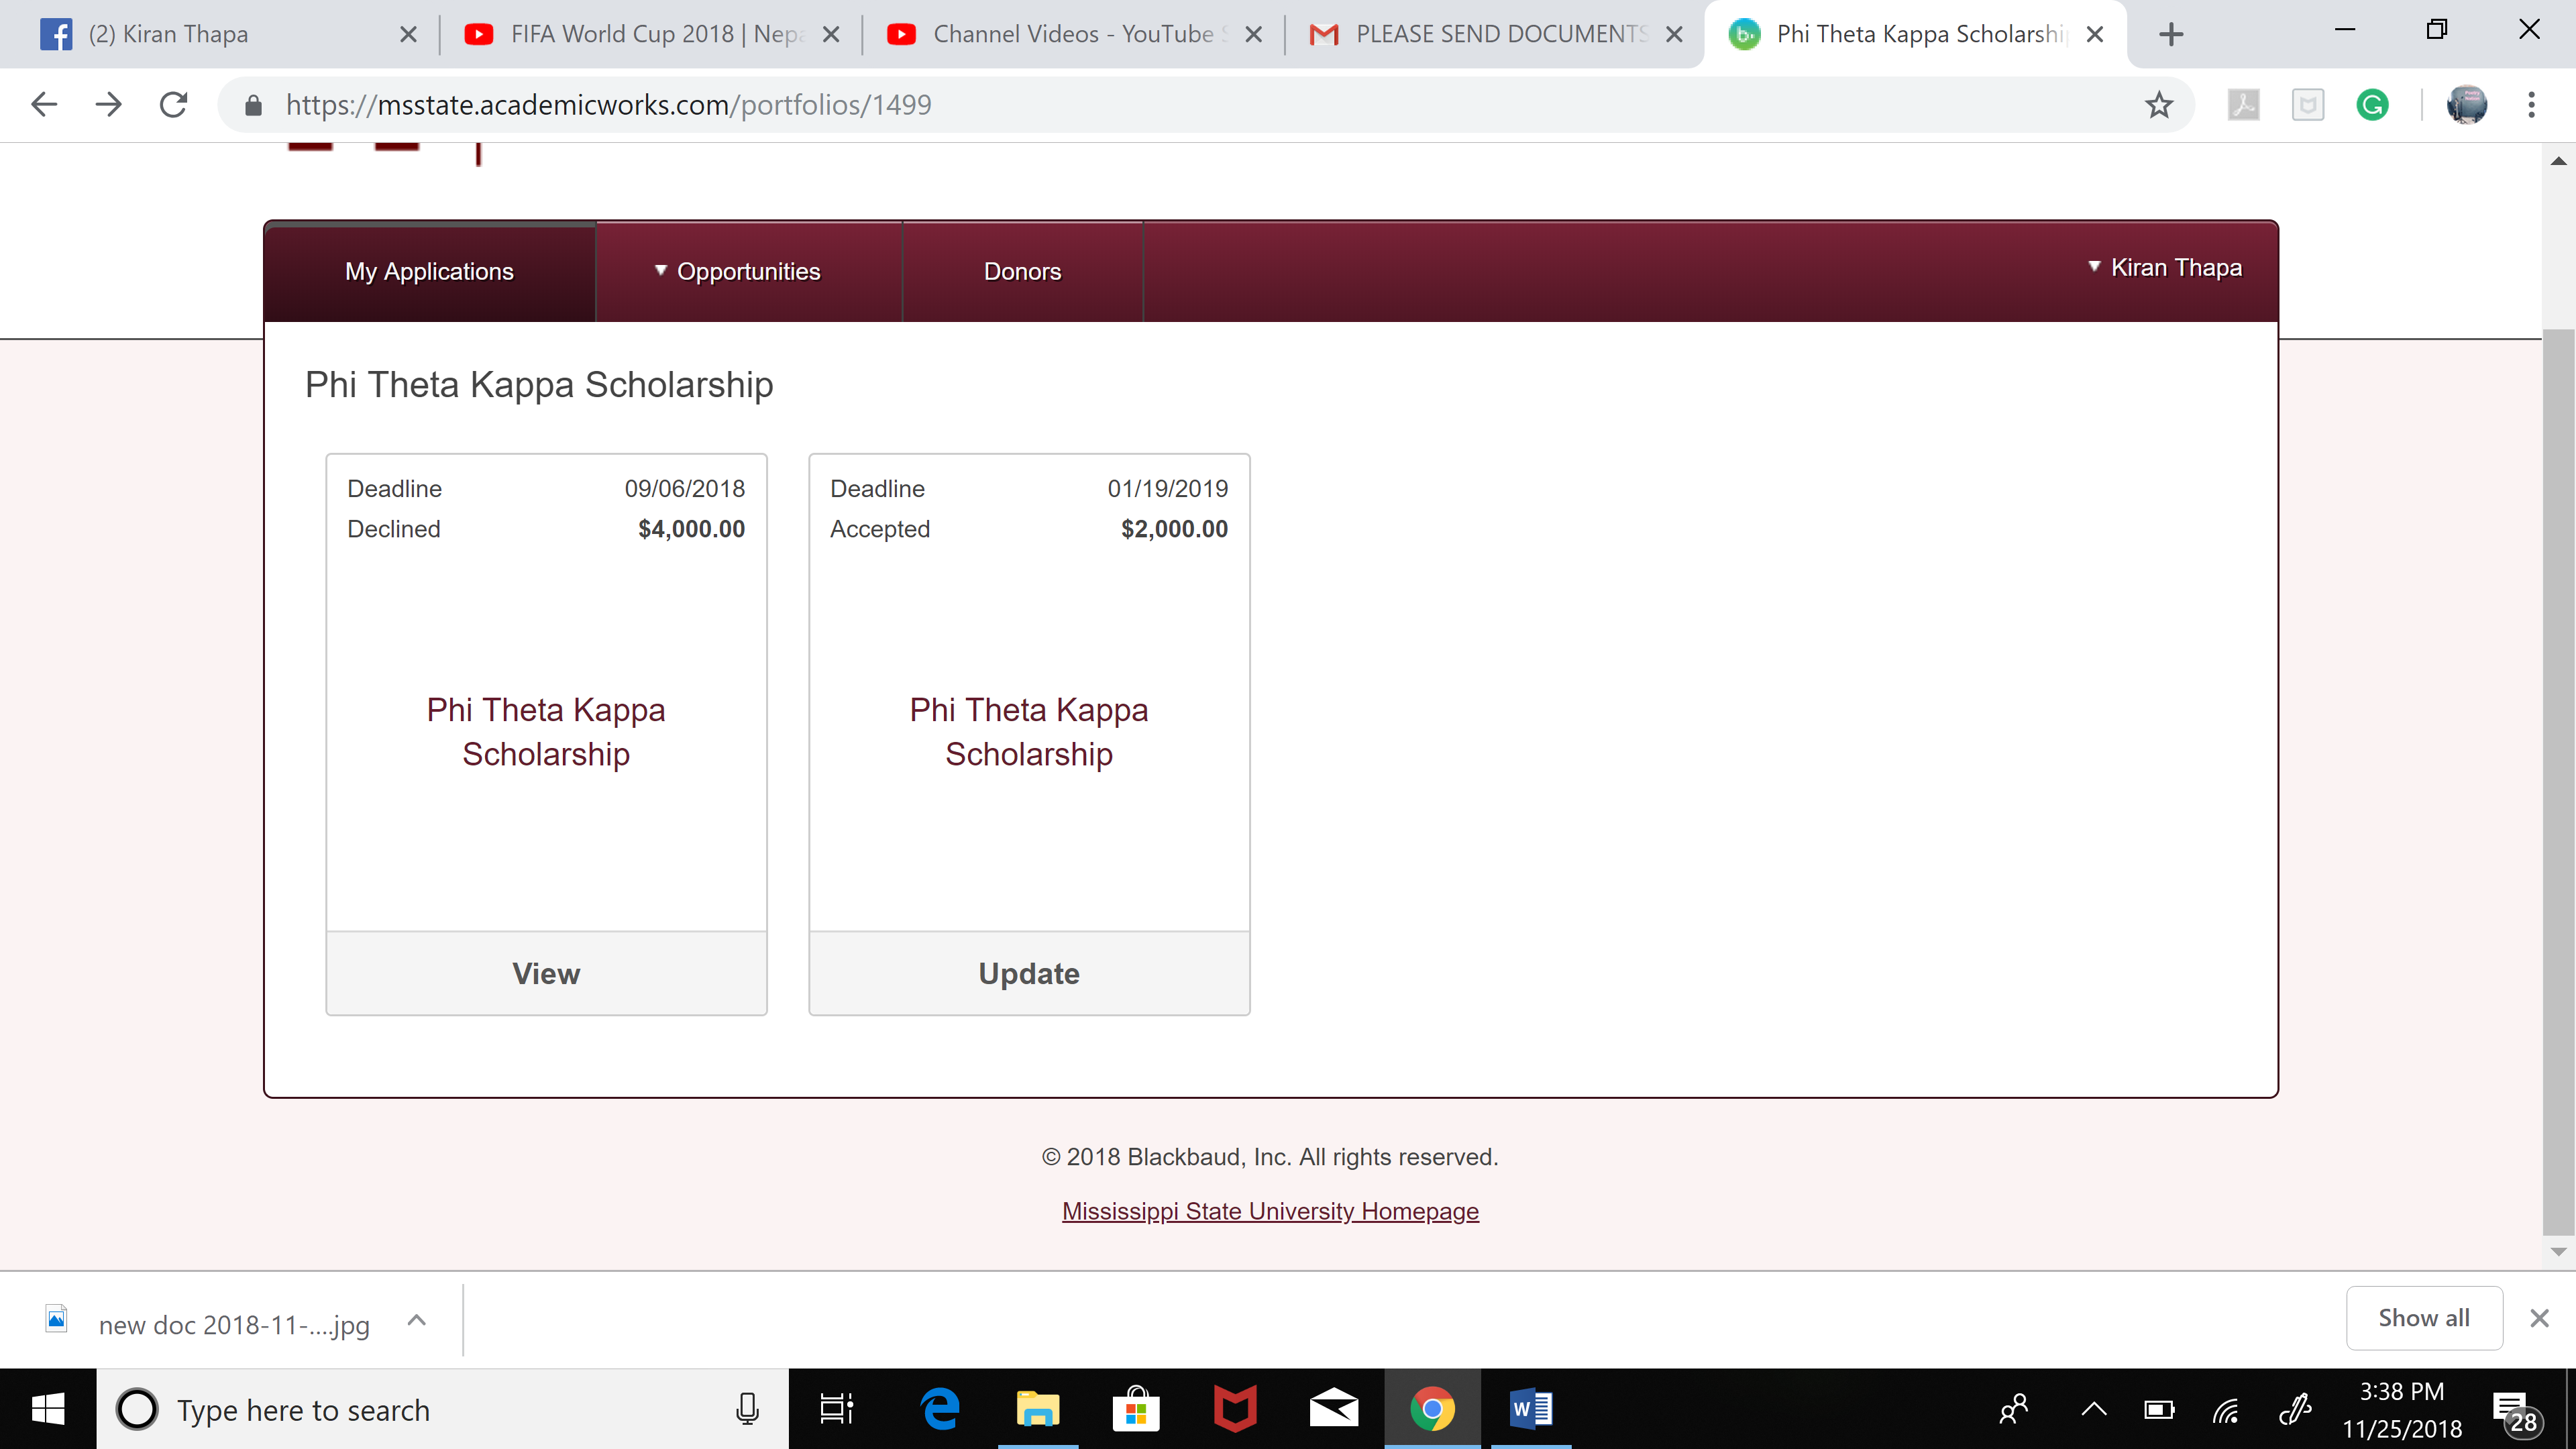 (2) Kiran Thapa
FIFA World Cup 2018 | Nepa
Channel Videos - YouTube S
PLEASE SEND DOCUMENTS
Phi Theta Kappa Scholarship
https://msstate.academicworks.com/portfolios/1499
My Applications
Opportunities
Donors
Kiran Thapa
Phi Theta Kappa Scholarship
Deadline 09/06/2018
Declined $4,000.00
Phi Theta Kappa
Scholarship
View
Deadline 01/19/2019
Accepted $2,000.00
Phi Theta Kappa
Scholarship
Update
© 2018 Blackbaud, Inc. All rights reserved.
Mississippi State University Homepage
new doc 2018-11-....jpg
Show all
Type here to search
3:38 PM
11/25/2018
28